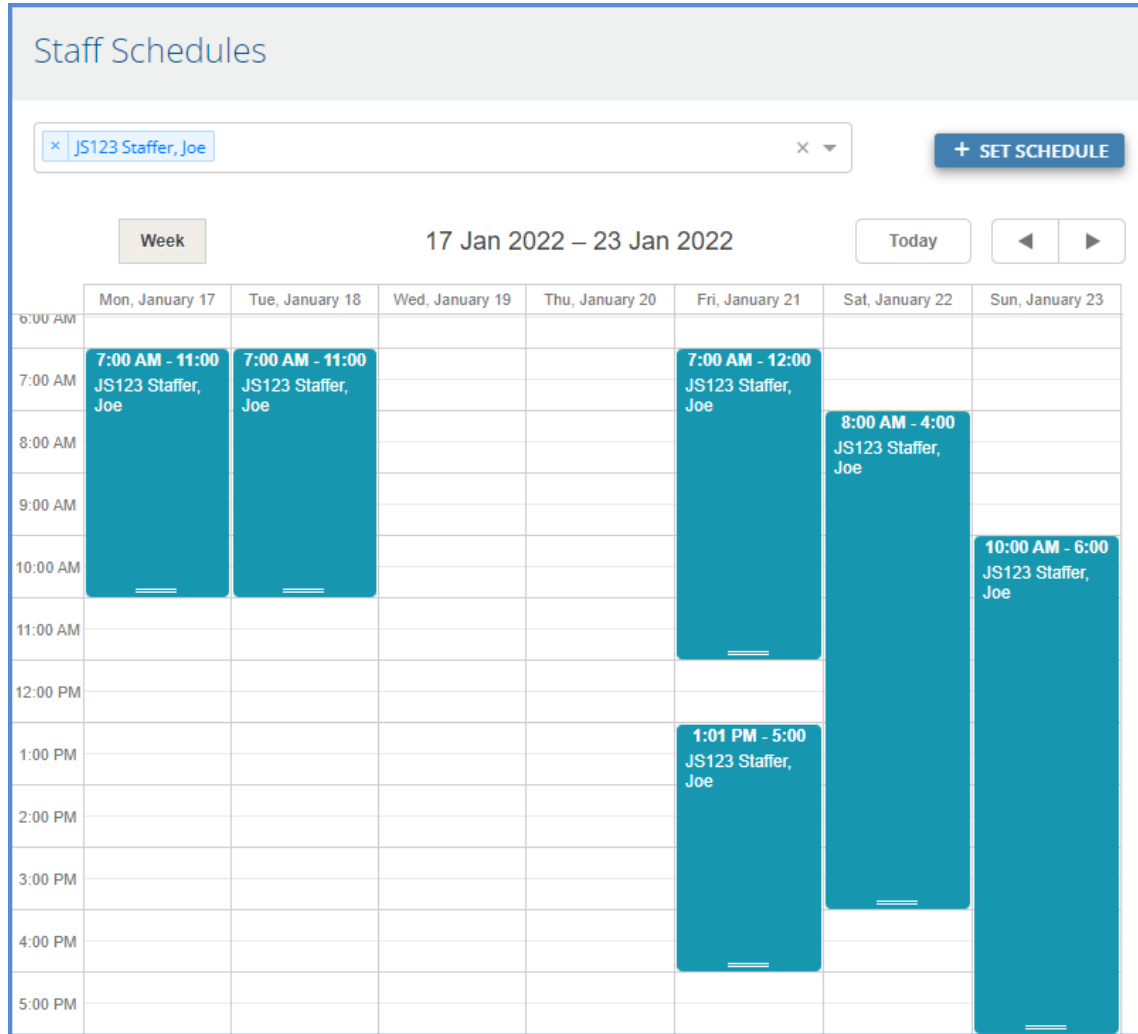 Staff Schedules
× JS123 Staffer, Joe
× 
+ SET SCHEDULE
Week
17 Jan 2022 – 23 Jan 2022
Today
Mon, January 17
Tue, January 18
Wed, January 19
Thu, January 20
Fri, January 21
Sat, January 22
Sun, January 23
6:00 AM
7:00 AM - 11:00
JS123 Staffer,
Joe
7:00 AM - 11:00
JS123 Staffer,
Joe
7:00 AM - 12:00
JS123 Staffer,
Joe
7:00 AM
8:00 AM - 4:00
JS123 Staffer,
Joe
8:00 AM
9:00 AM
10:00 AM - 6:00
JS123 Staffer,
Joe
10:00 AM
11:00 AM
12:00 PM
1:01 PM - 5:00
JS123 Staffer,
Joe
1:00 PM
2:00 PM
3:00 PM
4:00 PM
5:00 PM